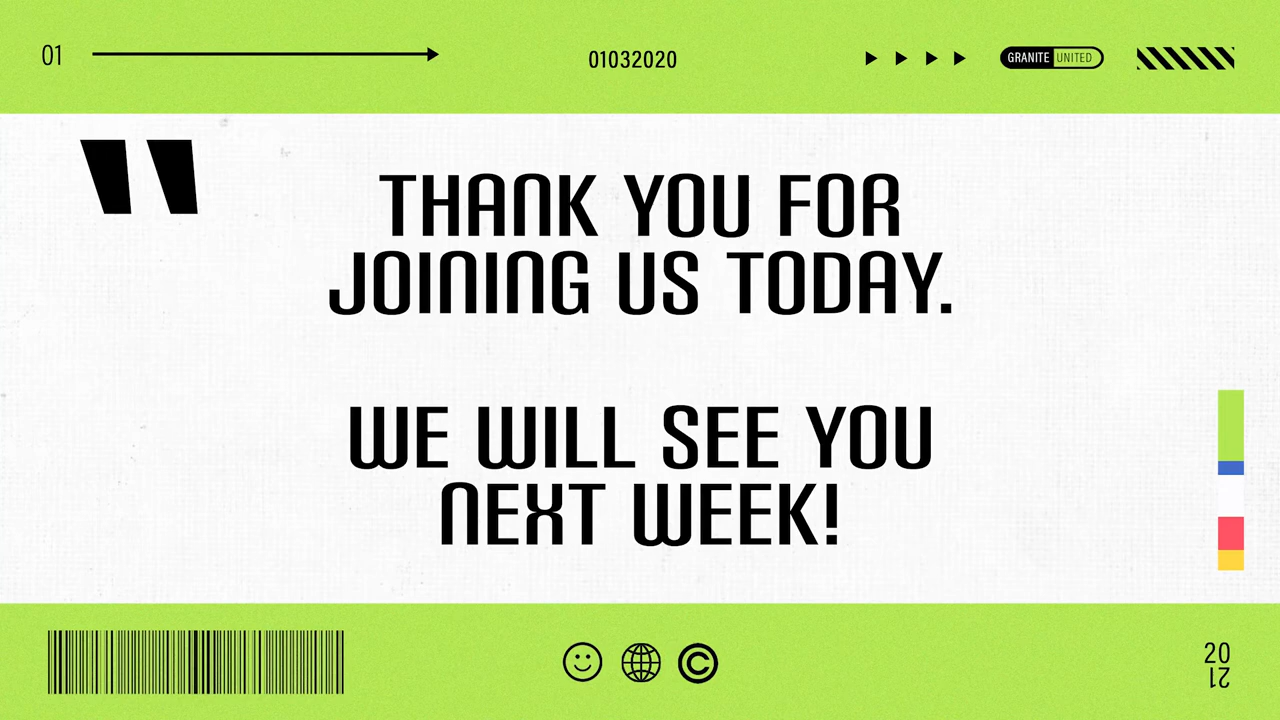 01
01032020
GRANITE UNITED
"
THANK YOU FOR
JOINING US TODAY.
WE WILL SEE YOU
NEXT WEEK!
©
20
21